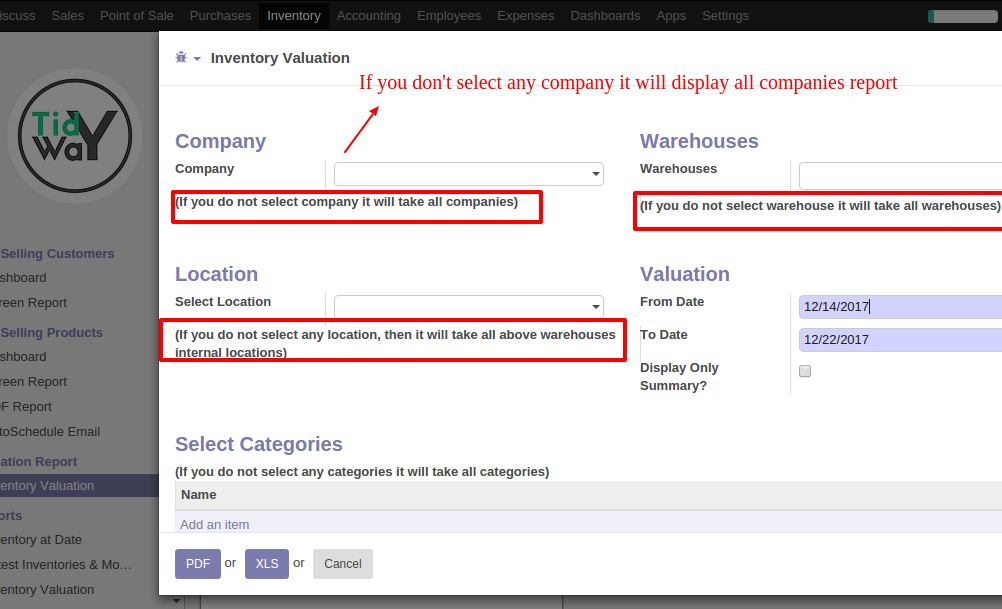 iscuss Sales Point of Sale Purchases Inventory Accounting Employees Expenses Dashboards Apps Settings
Inventory Valuation
If you don't select any company it will display all companies report
Tid
Way
Company
Company
(If you do not select company it will take all companies)
Warehouses
Warehouses
(If you do not select warehouse it will take all warehouses)
Location
Select Location
(If you do not select any location, then it will take all above warehouses
internal locations)
Valuation
From Date 12/14/2017
To Date 12/22/2017
Display Only
Summary?
Select Categories
(If you do not select any categories it will take all categories)
Name
Add an item
PDF or XLS or Cancel
Selling Customers
shboard
reen Report
Selling Products
shboard
reen Report
F Report
toSchedule Email
ation Report
entory Valuation
orts
entory at Date
test Inventories & Mo...
entory Valuation